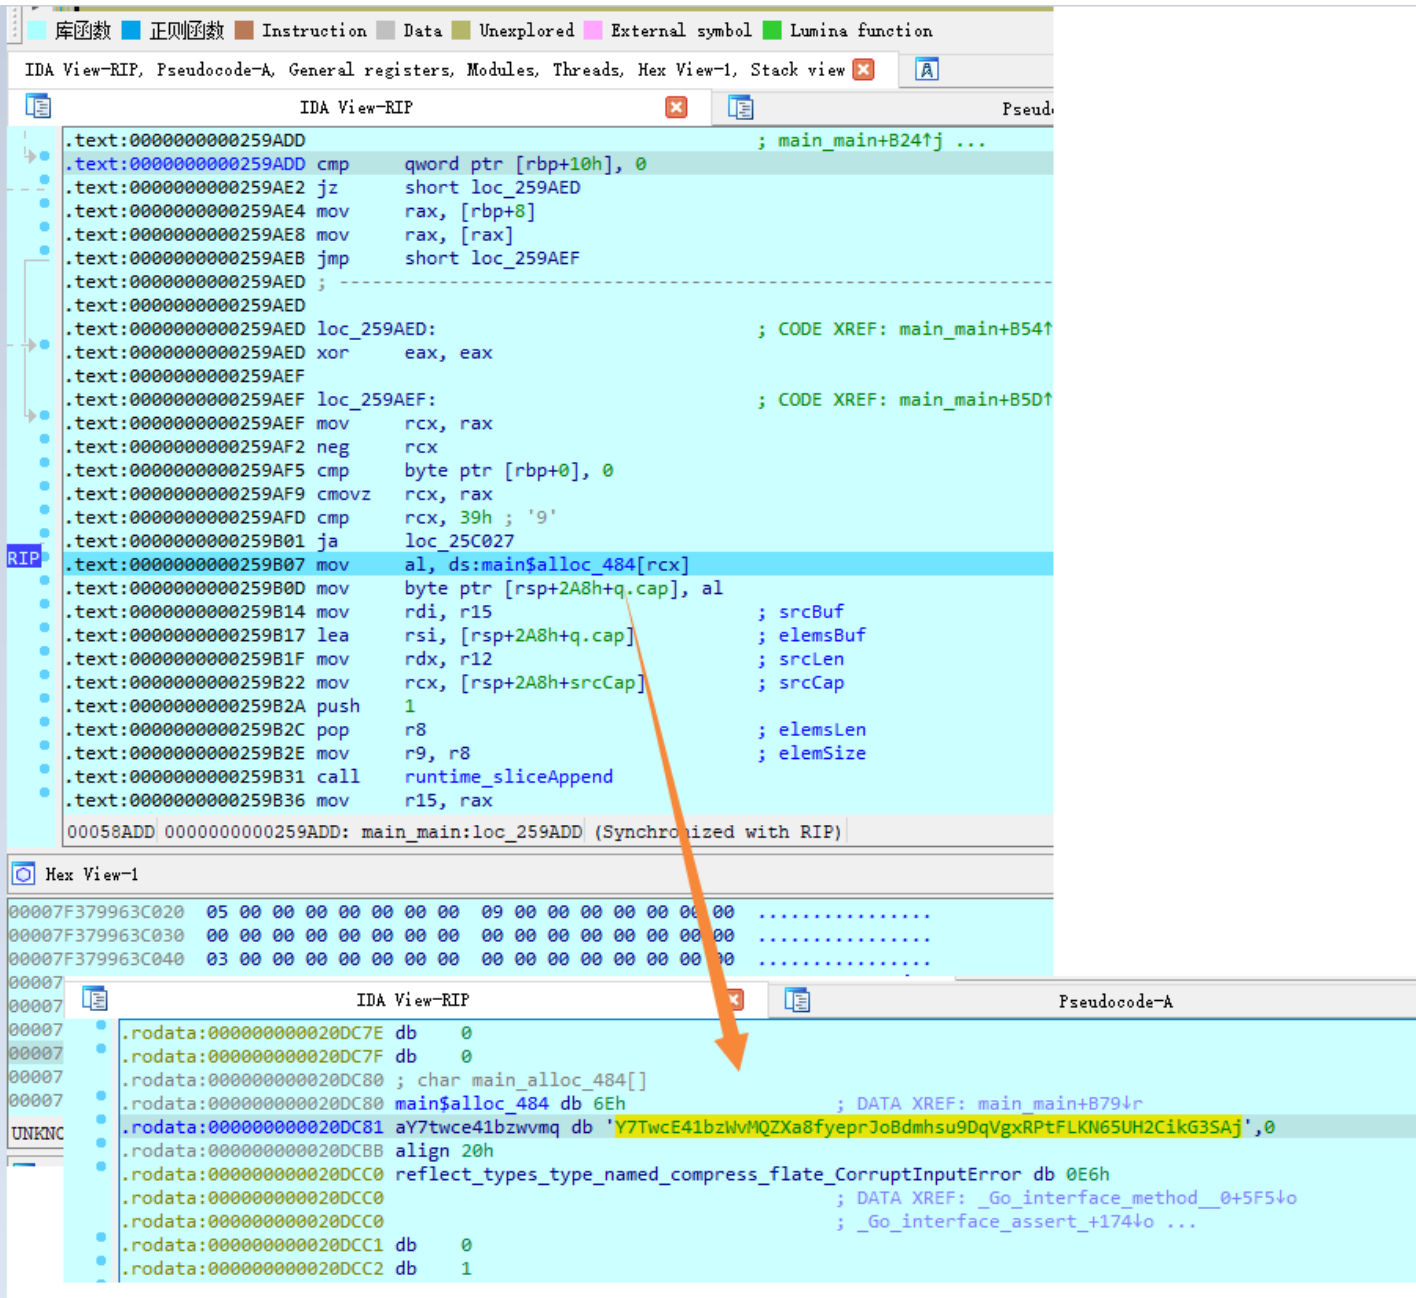 库函数 正则函数 Instruction Data Unexplored External symbol Lumina function
IDA View-RIP, Pseudocode-A, General registers, Modules, Threads, Hex View-1, Stack view
IDA View-RIP Pseud
.text:0000000000259ADD ; main_main+B24↑j ...
.text:0000000000259ADD cmp qword ptr [rbp+10h], 0
.text:0000000000259AE2 jz short loc_259AED
.text:0000000000259AE4 mov rax, [rbp+8]
.text:0000000000259AE8 mov rax, [rax]
.text:0000000000259AEB jmp short loc_259AEF
.text:0000000000259AED ; ---------------------------------------------------------------
.text:0000000000259AED
.text:0000000000259AED loc_259AED: ; CODE XREF: main_main+B54↑
.text:0000000000259AED xor eax, eax
.text:0000000000259AEF
.text:0000000000259AEF loc_259AEF: ; CODE XREF: main_main+B5D↑
.text:0000000000259AEF mov rcx, rax
.text:0000000000259AF2 neg rcx
.text:0000000000259AF5 cmp byte ptr [rbp+0], 0
.text:0000000000259AF9 cmovz rcx, rax
.text:0000000000259AFD cmp rcx, 39h ; '9'
.text:0000000000259B01 ja loc_25C027
RIP .text:0000000000259B07 mov al, ds:main$alloc_484[rcx]
.text:0000000000259B0D mov byte ptr [rsp+2A8h+q.cap], al
.text:0000000000259B14 mov rdi, r15 ; srcBuf
.text:0000000000259B17 lea rsi, [rsp+2A8h+q.cap] ; elemsBuf
.text:0000000000259B1F mov rdx, r12 ; srcLen
.text:0000000000259B22 mov rcx, [rsp+2A8h+srcCap] ; srcCap
.text:0000000000259B2A push 1
.text:0000000000259B2C pop r8 ; elemsLen
.text:0000000000259B2E mov r9, r8 ; elemSize
.text:0000000000259B31 call runtime_sliceAppend
.text:0000000000259B36 mov r15, rax
00058ADD 0000000000259ADD: main_main:loc_259ADD (Synchronized with RIP)
Hex View-1
00007F379963C020 05 00 00 00 00 00 00 00 09 00 00 00 00 00 00 00 ................
00007F379963C030 00 00 00 00 00 00 00 00 00 00 00 00 00 00 00 00 ................
00007F379963C040 03 00 00 00 00 00 00 00 00 00 00 00 00 00 00 00 ................
00007
00007
00007
00007
00007
00007
UNKNO
IDA View-RIP Pseudocode-A
.rodata:000000000020DC7E db 0
.rodata:000000000020DC7F db 0
.rodata:000000000020DC80 ; char main_alloc_484[]
.rodata:000000000020DC80 main$alloc_484 db 6Eh ; DATA XREF: main_main+B79↓r
.rodata:000000000020DC81 aY7twce41bzwvmq db 'Y7TwcE41bzWvMQZXa8fyeprJoBdmhsu9DqVgxRPtFLKN65UH2CikG3SAj',0
.rodata:000000000020DCBB align 20h
.rodata:000000000020DCC0 reflect_types_type_named_compress_flate_CorruptInputError db 0E6h
.rodata:000000000020DCC0 ; DATA XREF: _Go_interface_method__0+5F5↓o
.rodata:000000000020DCC0 ; _Go_interface_assert_+174↓o ...
.rodata:000000000020DCC1 db 0
.rodata:000000000020DCC2 db 1